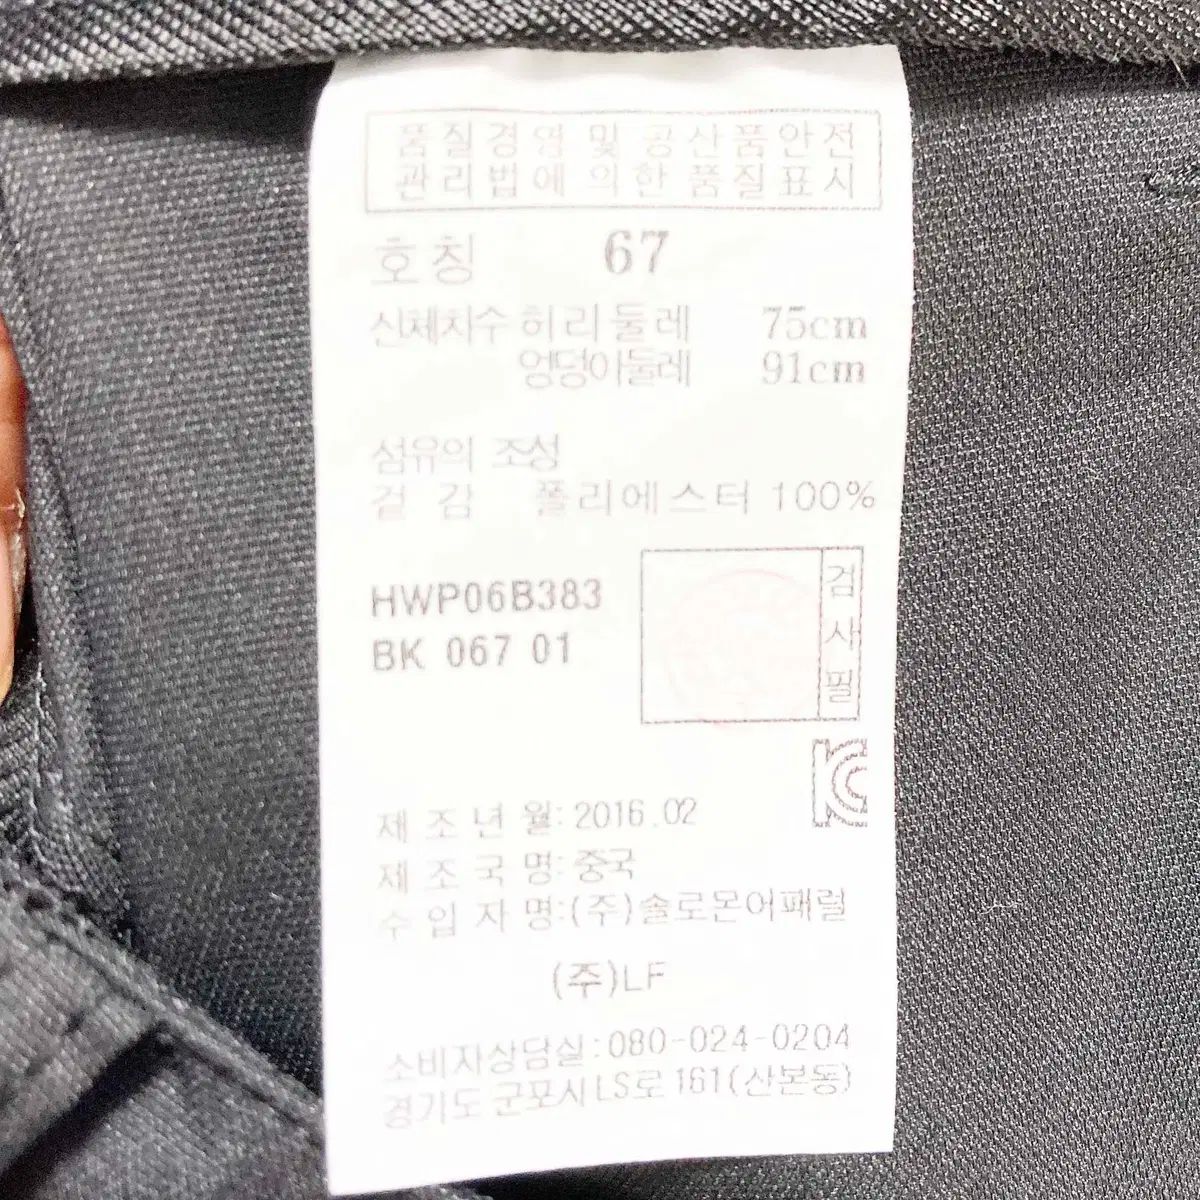 품질경영 및 공산품안전
관리법에 의한 품질표시
호칭 67
신체치수 허리둘레 75cm
엉덩이둘레 91cm
섬유의 조성
겉감 폴리에스터 100%
HWP06B383
BK 067 01
검사필
KC
제조년월: 2016.02
제조국명: 중국
수입자명: (주)솔로몬어패럴
(주)LF
소비자상담실: 080-024-0204
경기도 군포시 LS로 161(산본동)